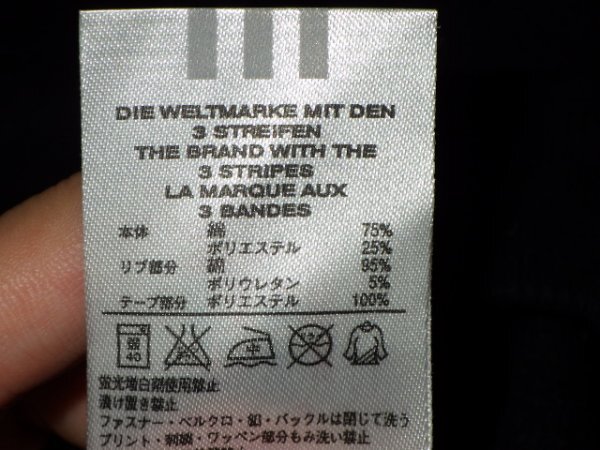 DIE WELTMARKE MIT DEN
3 STREIFEN
THE BRAND WITH THE
3 STRIPES
LA MARQUE AUX
3 BANDES
本体 綿 75%
ポリエステル 25%
リブ部分 綿 95%
ポリウレタン 5%
テープ部分 ポリエステル 100%
弱 40 中
蛍光増白剤使用禁止
漬け置き禁止
ファスナー・ベルクロ・釦・バックルは閉じて洗う
プリント・刺繍・ワッペン部分もみ洗い禁止